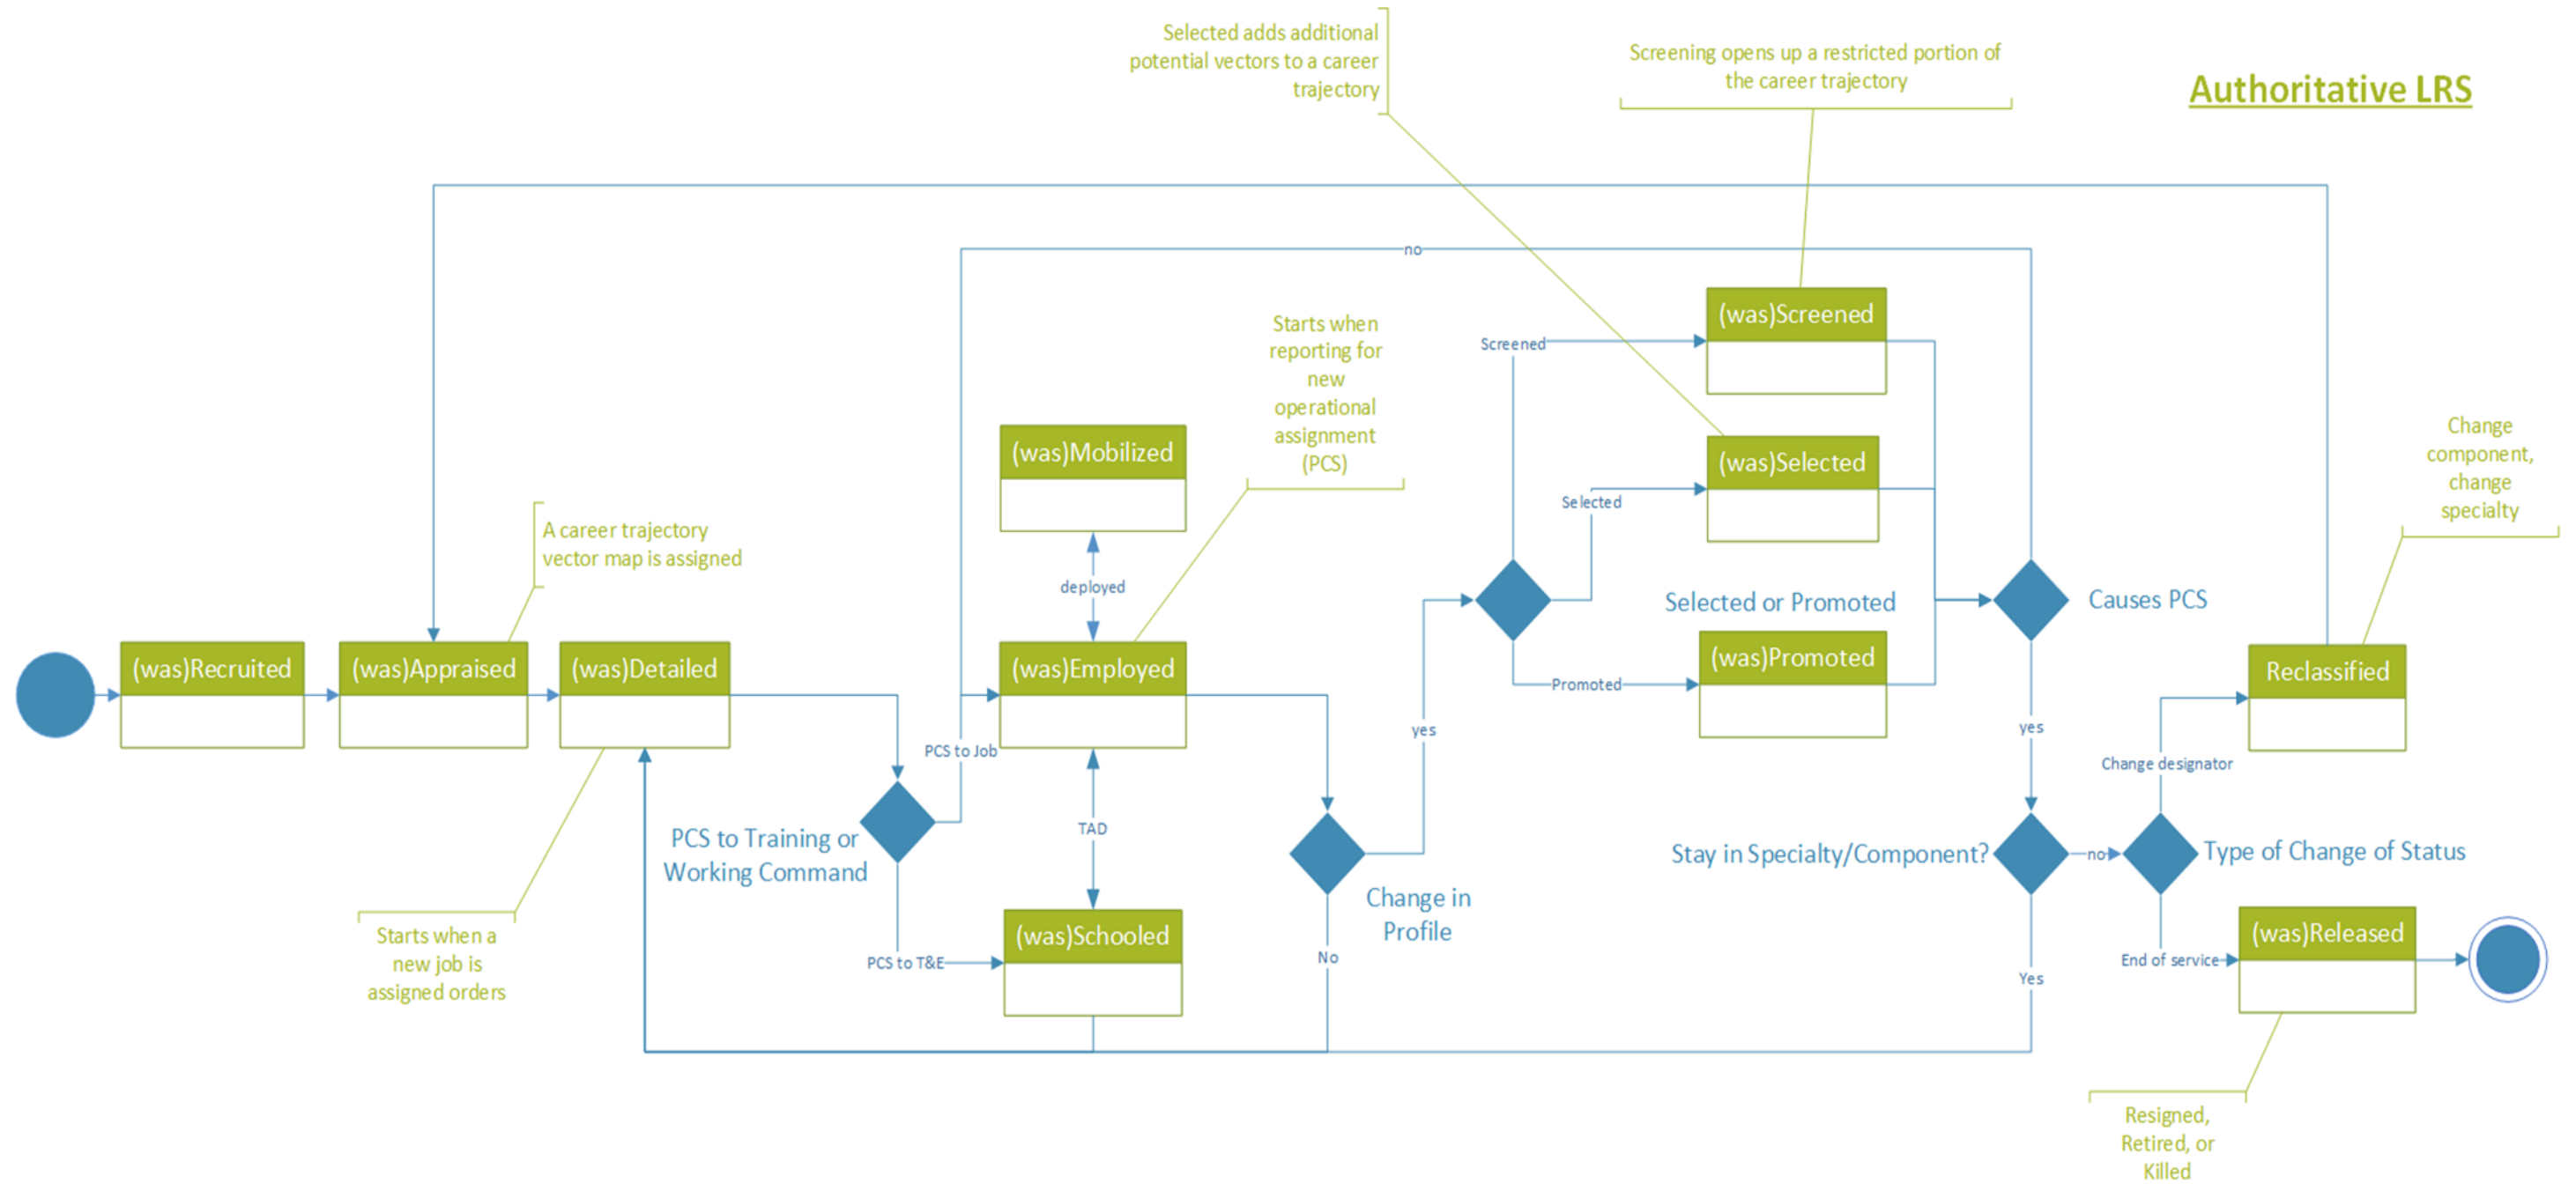 Selected adds additional
potential vectors to a career
trajectory
Screening opens up a restricted portion of
the career trajectory
Authoritative LRS
no
(was)Screened
Screened
Starts when
reporting for
new
operational
assignment
(PCS)
(was)Mobilized
(was)Selected
Selected
Change
component,
change
specialty
A career trajectory
vector map is assigned
deployed
Selected or Promoted
Causes PCS
(was)Recruited
(was)Appraised
(was)Detailed
(was)Employed
(was)Promoted
Promoted
Reclassified
PCS to Job
yes
yes
Change designator
TAD
PCS to Training or
Working Command
Stay in Specialty/Component?
no
Type of Change of Status
Change in
Profile
Starts when a
new job is
assigned orders
(was)Schooled
PCS to T&E
No
Yes
End of service
(was)Released
Resigned,
Retired, or
Killed